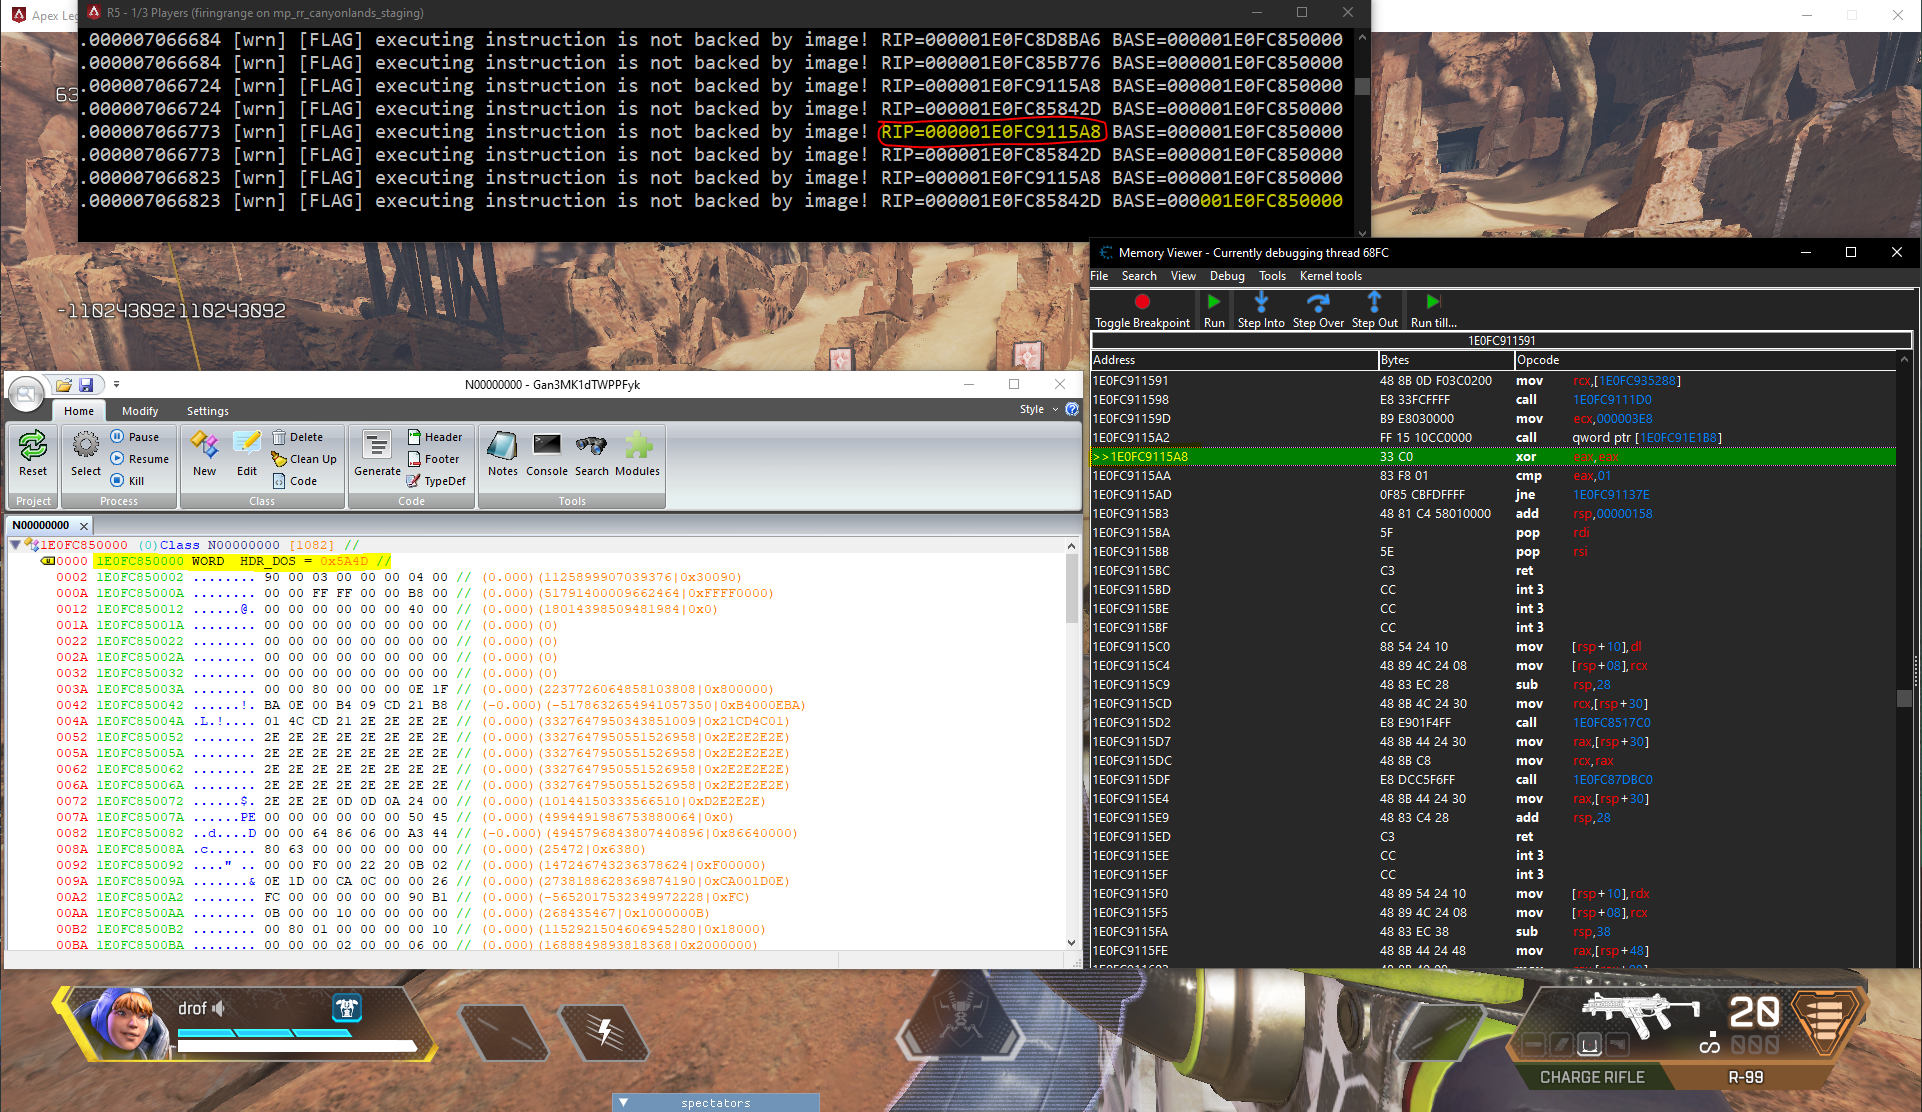 Apex Leg
R5 - 1/3 Players (firingrange on mp_rr_canyonlands_staging)
.000007066684 [wrn] [FLAG] executing instruction is not backed by image! RIP=000001E0FC8D8BA6 BASE=000001E0FC850000
.000007066684 [wrn] [FLAG] executing instruction is not backed by image! RIP=000001E0FC85B776 BASE=000001E0FC850000
.000007066724 [wrn] [FLAG] executing instruction is not backed by image! RIP=000001E0FC9115A8 BASE=000001E0FC850000
.000007066724 [wrn] [FLAG] executing instruction is not backed by image! RIP=000001E0FC85842D BASE=000001E0FC850000
.000007066773 [wrn] [FLAG] executing instruction is not backed by image! RIP=000001E0FC9115A8 BASE=000001E0FC850000
.000007066773 [wrn] [FLAG] executing instruction is not backed by image! RIP=000001E0FC85842D BASE=000001E0FC850000
.000007066823 [wrn] [FLAG] executing instruction is not backed by image! RIP=000001E0FC9115A8 BASE=000001E0FC850000
.000007066823 [wrn] [FLAG] executing instruction is not backed by image! RIP=000001E0FC85842D BASE=000001E0FC850000
63
-110243092110243092
Memory Viewer - Currently debugging thread 68FC
File Search View Debug Tools Kernel tools
Toggle Breakpoint Run Step Into Step Over Step Out Run till...
1E0FC911591
Address Bytes Opcode
1E0FC911591 48 8B 0D F03C0200 mov rcx,[1E0FC935288]
1E0FC911598 E8 33FCFFFF call 1E0FC9111D0
1E0FC91159D B9 E8030000 mov ecx,000003E8
1E0FC9115A2 FF 15 10CC0000 call qword ptr [1E0FC91E1B8]
>>1E0FC9115A8 33 C0 xor eax,eax
1E0FC9115AA 83 F8 01 cmp eax,01
1E0FC9115AD 0F85 CBFDFFFF jne 1E0FC91137E
1E0FC9115B3 48 81 C4 58010000 add rsp,00000158
1E0FC9115BA 5F pop rdi
1E0FC9115BB 5E pop rsi
1E0FC9115BC C3 ret
1E0FC9115BD CC int 3
1E0FC9115BE CC int 3
1E0FC9115BF CC int 3
1E0FC9115C0 88 54 24 10 mov [rsp+10],dl
1E0FC9115C4 48 89 4C 24 08 mov [rsp+08],rcx
1E0FC9115C9 48 83 EC 28 sub rsp,28
1E0FC9115CD 48 8B 4C 24 30 mov rcx,[rsp+30]
1E0FC9115D2 E8 E901F4FF call 1E0FC8517C0
1E0FC9115D7 48 8B 44 24 30 mov rax,[rsp+30]
1E0FC9115DC 48 8B C8 mov rcx,rax
1E0FC9115DF E8 DCC5F6FF call 1E0FC87DBC0
1E0FC9115E4 48 8B 44 24 30 mov rax,[rsp+30]
1E0FC9115E9 48 83 C4 28 add rsp,28
1E0FC9115ED C3 ret
1E0FC9115EE CC int 3
1E0FC9115EF CC int 3
1E0FC9115F0 48 89 54 24 10 mov [rsp+10],rdx
1E0FC9115F5 48 89 4C 24 08 mov [rsp+08],rcx
1E0FC9115FA 48 83 EC 38 sub rsp,38
1E0FC9115FE 48 8B 44 24 48 mov rax,[rsp+48]
N00000000 - Gan3MK1dTWPPFyk
Home Modify Settings Style
Reset Select Pause Resume Kill New Edit Delete Clean Up Code Generate Header Footer TypeDef Notes Console Search Modules
Project Process Class Code Tools
N00000000
1E0FC850000 (0)Class N00000000 [1082] //
0000 1E0FC850000 WORD HDR_DOS = 0x5A4D //
0002 1E0FC850002 ........ 90 00 03 00 00 00 04 00 // (0.000)(1125899907039376|0x30090)
000A 1E0FC85000A ........ 00 00 FF FF 00 00 B8 00 // (0.000)(51791400009662464|0xFFFF0000)
0012 1E0FC850012 ......@. 00 00 00 00 00 00 40 00 // (0.000)(18014398509481984|0x0)
001A 1E0FC85001A ........ 00 00 00 00 00 00 00 00 // (0.000)(0)
0022 1E0FC850022 ........ 00 00 00 00 00 00 00 00 // (0.000)(0)
002A 1E0FC85002A ........ 00 00 00 00 00 00 00 00 // (0.000)(0)
0032 1E0FC850032 ........ 00 00 00 00 00 00 00 00 // (0.000)(0)
003A 1E0FC85003A ........ 00 00 80 00 00 00 0E 1F // (0.000)(2237726064858103808|0x800000)
0042 1E0FC850042 ......!. BA 0E 00 B4 09 CD 21 B8 // (-0.000)(-5178632654941057350|0xB4000EBA)
004A 1E0FC85004A .L.!.... 01 4C CD 21 2E 2E 2E 2E // (0.000)(3327647950343851009|0x21CD4C01)
0052 1E0FC850052 ........ 2E 2E 2E 2E 2E 2E 2E 2E // (0.000)(3327647950551526958|0x2E2E2E2E)
005A 1E0FC85005A ........ 2E 2E 2E 2E 2E 2E 2E 2E // (0.000)(3327647950551526958|0x2E2E2E2E)
0062 1E0FC850062 ........ 2E 2E 2E 2E 2E 2E 2E 2E // (0.000)(3327647950551526958|0x2E2E2E2E)
006A 1E0FC85006A ........ 2E 2E 2E 2E 2E 2E 2E 2E // (0.000)(3327647950551526958|0x2E2E2E2E)
0072 1E0FC850072 ......$. 2E 2E 2E 0D 0D 0A 24 00 // (0.000)(10144150333566510|0xD2E2E2E)
007A 1E0FC85007A ......PE 00 00 00 00 00 00 50 45 // (0.000)(4994491986753880064|0x0)
0082 1E0FC850082 ..d....D 00 00 64 86 06 00 A3 44 // (-0.000)(4945796843807440896|0x86640000)
008A 1E0FC85008A .c...... 80 63 00 00 00 00 00 00 // (0.000)(25472|0x6380)
0092 1E0FC850092 ...." .. 00 00 F0 00 22 20 0B 02 // (0.000)(147246743236378624|0xF00000)
009A 1E0FC85009A .......& 0E 1D 00 CA 0C 00 00 26 // (0.000)(2738188628369874190|0xCA001D0E)
00A2 1E0FC8500A2 ........ FC 00 00 00 00 00 90 B1 // (0.000)(-5652017532349972228|0xFC)
00AA 1E0FC8500AA ........ 0B 00 00 10 00 00 00 00 // (0.000)(268435467|0x1000000B)
00B2 1E0FC8500B2 ........ 00 80 01 00 00 00 00 10 // (0.000)(1152921504606945280|0x18000)
00BA 1E0FC8500BA ........ 00 00 00 02 00 00 06 00 // (0.000)(1688849893818368|0x2000000)
drof
20
000
CHARGE RIFLE R-99
spectators